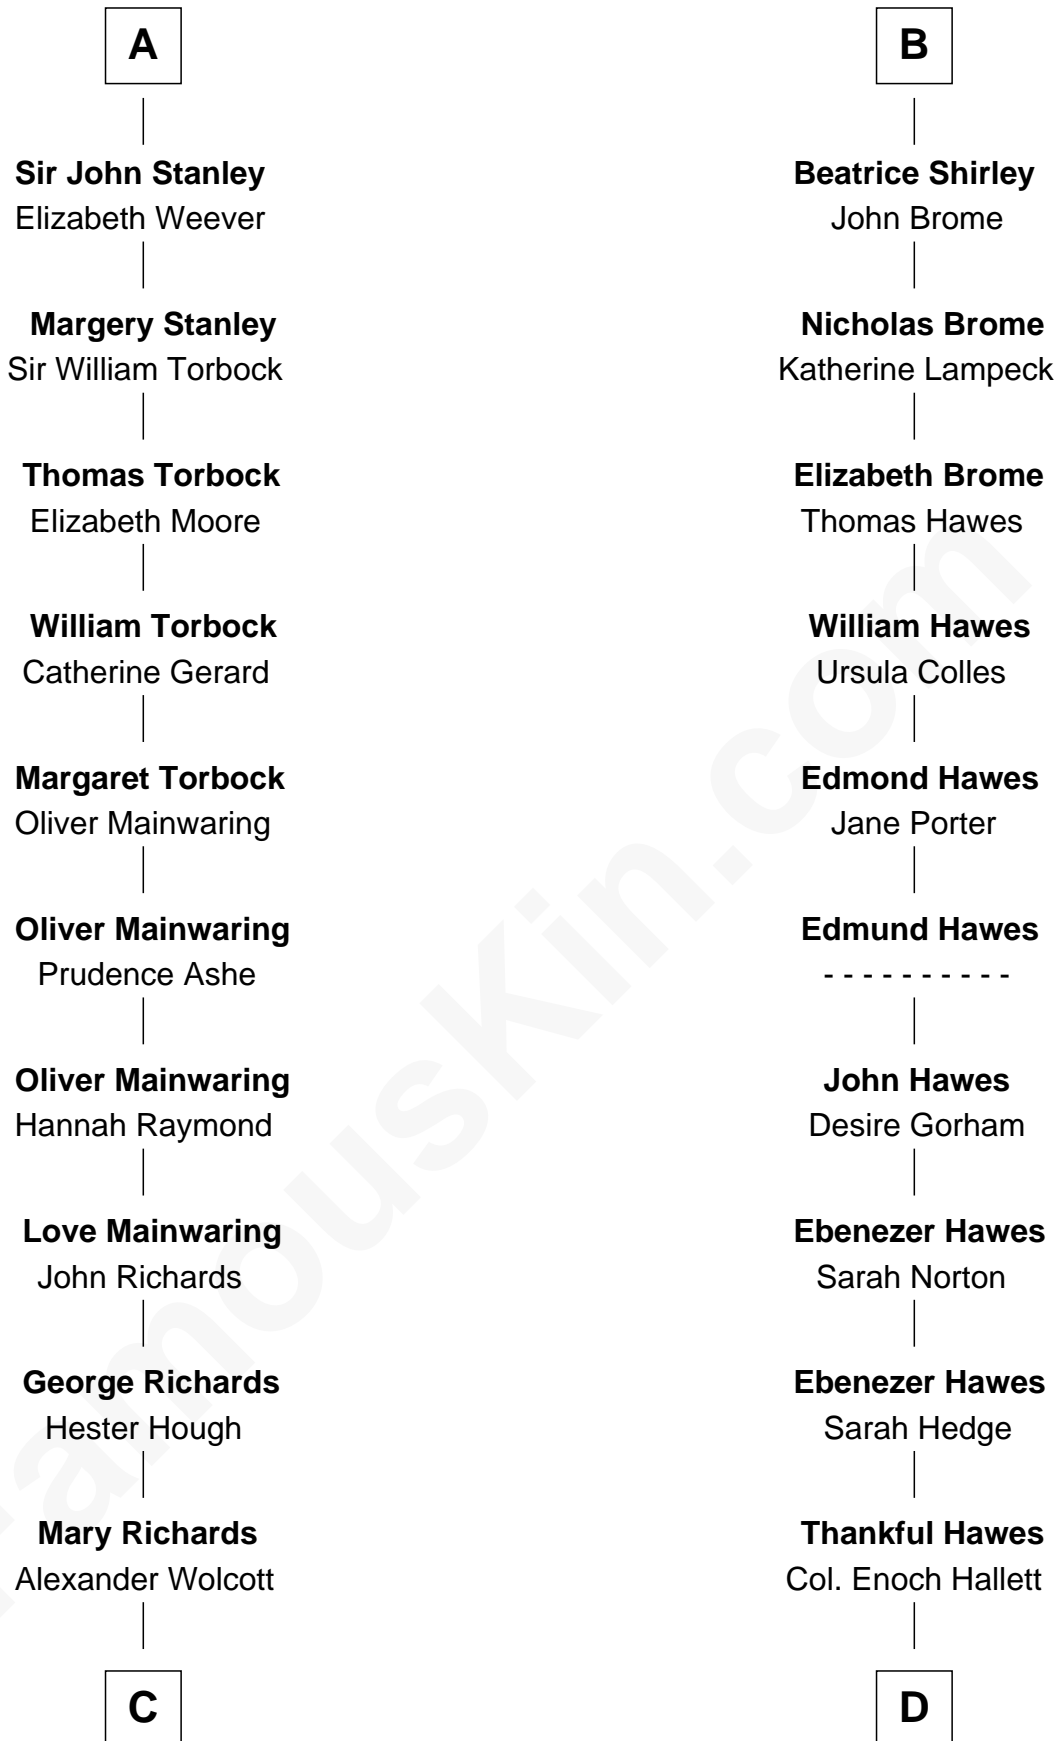 A
Sir John Stanley
Elizabeth Weever
Margery Stanley
Sir William Torbock
Thomas Torbock
Elizabeth Moore
William Torbock
Catherine Gerard
Margaret Torbock
Oliver Mainwaring
Oliver Mainwaring
Prudence Ashe
Oliver Mainwaring
Hannah Raymond
Love Mainwaring
John Richards
George Richards
Hester Hough
Mary Richards
Alexander Wolcott
C
B
Beatrice Shirley
John Brome
Nicholas Brome
Katherine Lampeck
Elizabeth Brome
Thomas Hawes
William Hawes
Ursula Colles
Edmond Hawes
Jane Porter
Edmund Hawes
- - - - - - - - - -
John Hawes
Desire Gorham
Ebenezer Hawes
Sarah Norton
Ebenezer Hawes
Sarah Hedge
Thankful Hawes
Col. Enoch Hallett
D
FamousKin.com